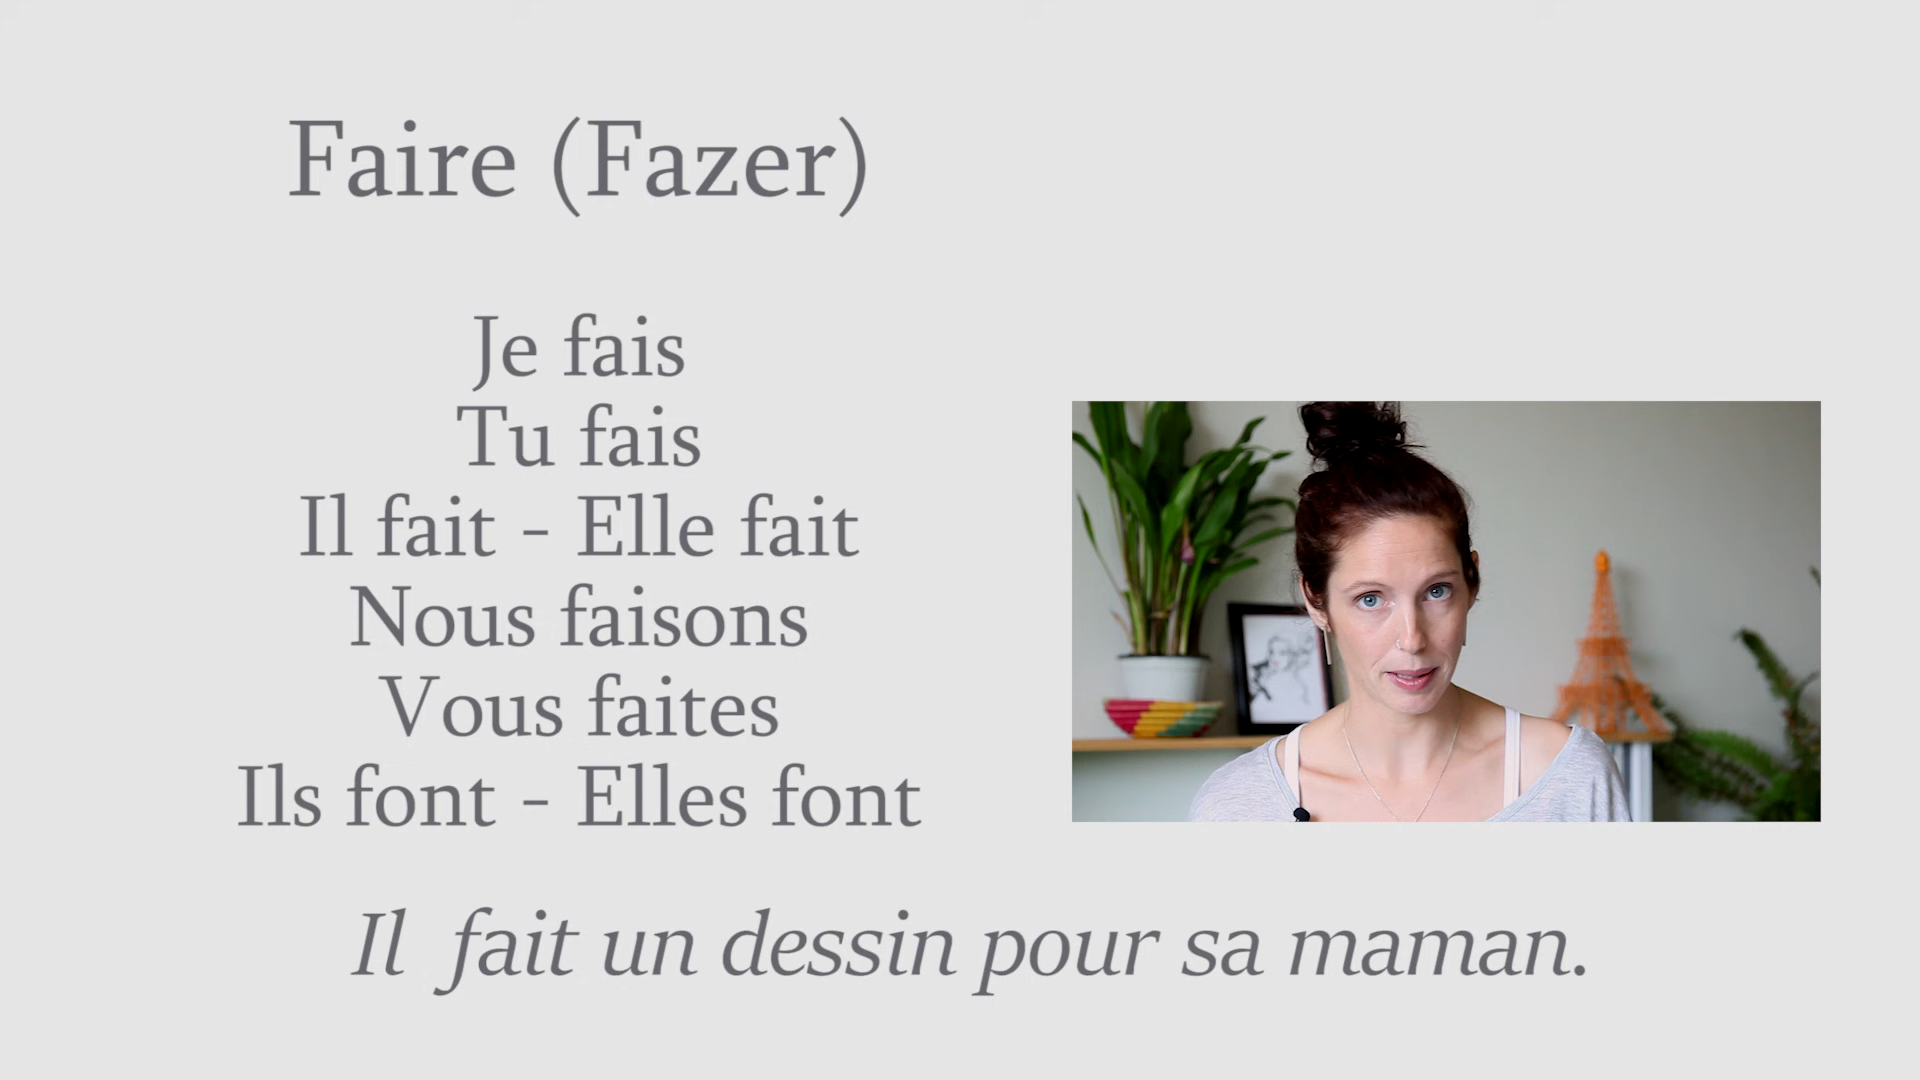 Faire (Fazer)
Je fais
Tu fais
Il fait - Elle fait
Nous faisons
Vous faites
Ils font - Elles font
Il fait un dessin pour sa maman.